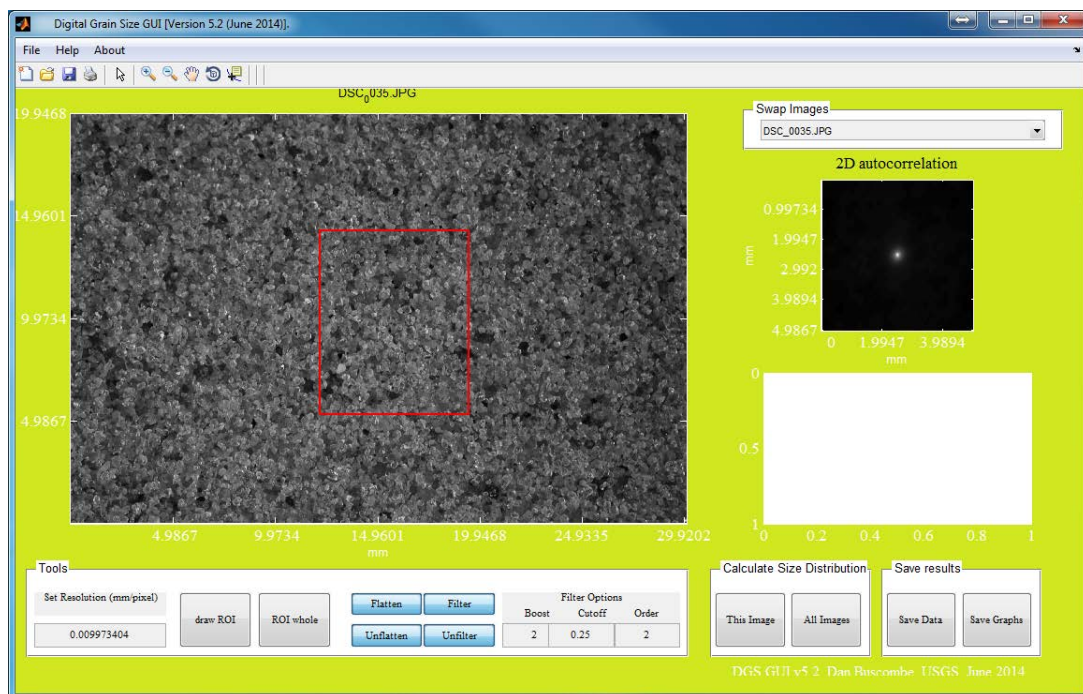 Digital Grain Size GUI [Version 5.2 (June 2014)].
File Help About
DSC_0035.JPG
19.9468
14.9601
9.9734
4.9867
4.9867 9.9734 14.9601 19.9468 24.9335 29.9202
mm
Swap Images
DSC_0035.JPG
2D autocorrelation
0.99734
1.9947
2.992
3.9894
4.9867
mm
0 1.9947 3.9894
mm
0
0.5
1
0 0.2 0.4 0.6 0.8 1
Tools
Set Resolution (mm/pixel)
0.009973404
draw ROI
ROI whole
Flatten
Filter
Unflatten
Unfilter
Filter Options
Boost Cutoff Order
2 0.25 2
Calculate Size Distribution
This Image
All Images
Save results
Save Data
Save Graphs
DGS GUI v5.2 Dan Buscombe USGS June 2014